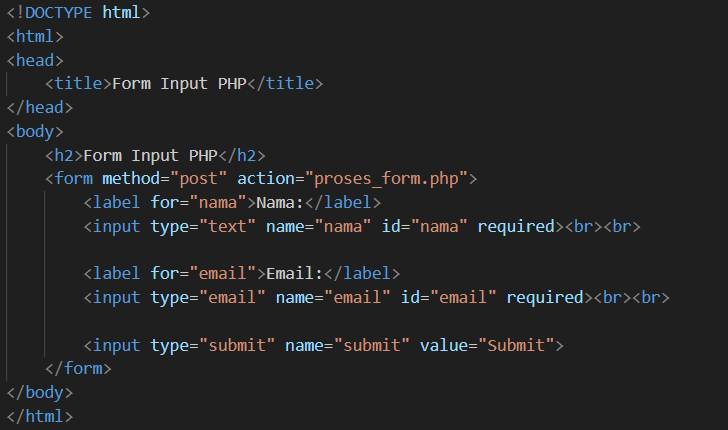 <!DOCTYPE html>
<html>
<head>
    <title>Form Input PHP</title>
</head>
<body>
    <h2>Form Input PHP</h2>
    <form method="post" action="proses_form.php">
        <label for="nama">Nama:</label>
        <input type="text" name="nama" id="nama" required><br><br>

        <label for="email">Email:</label>
        <input type="email" name="email" id="email" required><br><br>

        <input type="submit" name="submit" value="Submit">
    </form>
</body>
</html>